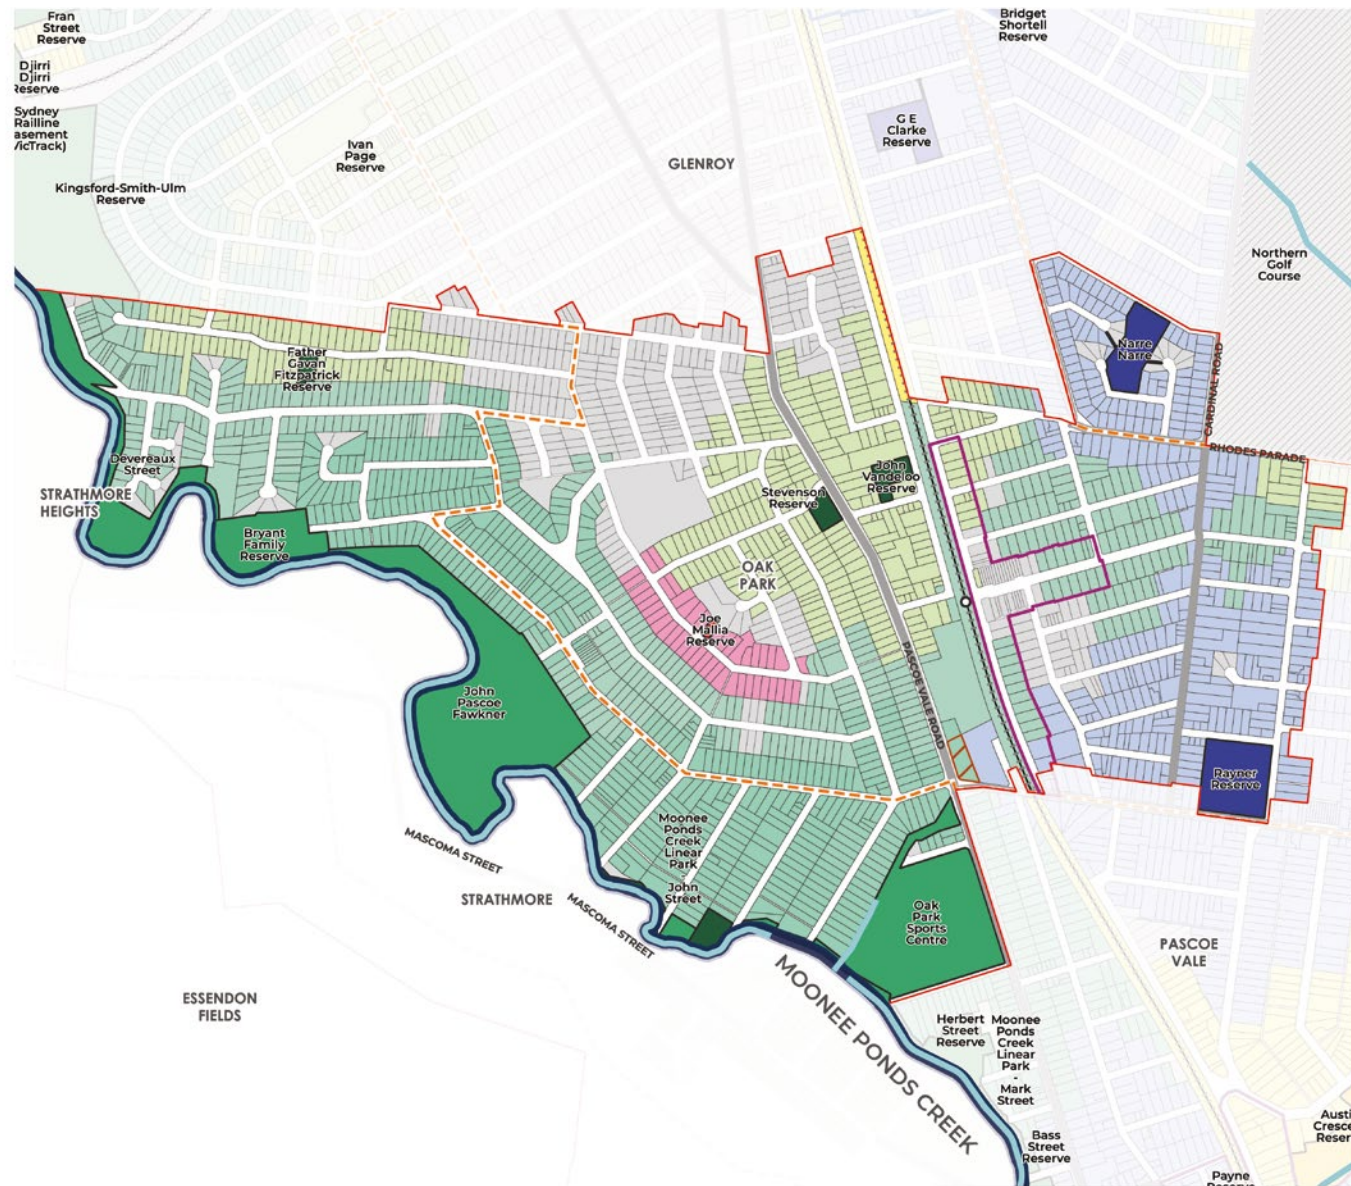 Fran
Street
Reserve
Djirri
Djirri
Reserve
Sydney
Railline
asement
VicTrack)
Kingsford-Smith-Ulm
Reserve
Ivan
Page
Reserve
GLENROY
G E
Clarke
Reserve
Bridget
Shortell
Reserve
Northern
Golf
Course
Narre
Narre
CARDINAL ROAD
RHODES PARADE
Father
Gavan
Fitzpatrick
Reserve
Devereaux
Street
STRATHMORE
HEIGHTS
Bryant
Family
Reserve
Stevenson
Reserve
John
Vandeloo
Reserve
OAK
PARK
Joe
Mallia
Reserve
PASCOE VALE ROAD
John
Pascoe
Fawkner
Rayner
Reserve
MASCOMA STREET
STRATHMORE
MASCOMA STREET
Moonee
Ponds
Creek
Linear
Park
-
John
Street
Oak
Park
Sports
Centre
PASCOE
VALE
ESSENDON
FIELDS
MOONEE PONDS CREEK
Herbert
Street
Reserve
Moonee
Ponds
Creek
Linear
Park
-
Mark
Street
Bass
Street
Reserve
Austi
Cresce
Reser
Payne